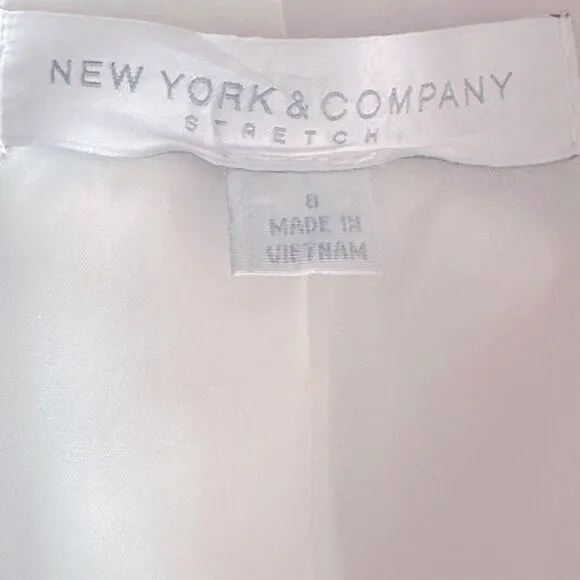 NEW YORK & COMPANY
STRETCH
8
MADE IN
VIETNAM